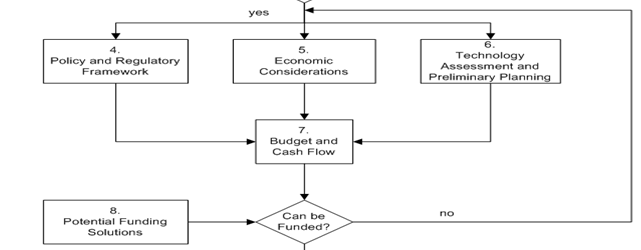 yes
4.
Policy and Regulatory
Framework
5.
Economic
Considerations
6.
Technology
Assessment and
Preliminary Planning
7.
Budget and
Cash Flow
8.
Potential Funding
Solutions
Can be
Funded?
no